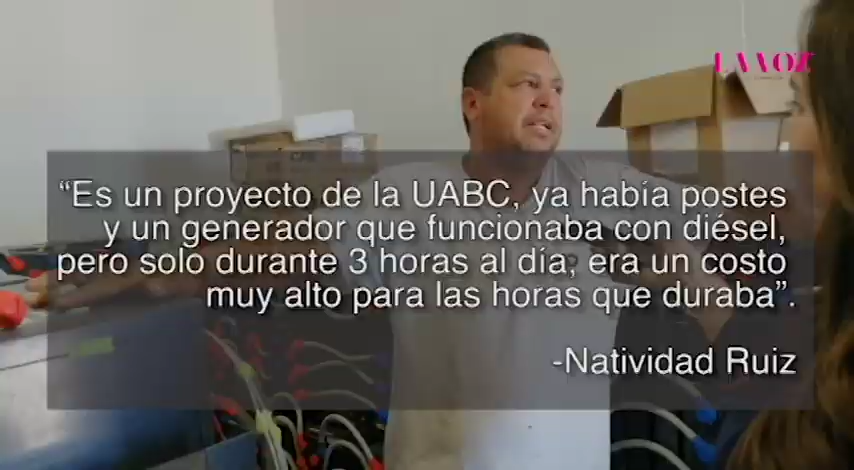 LA VOZ
“Es un proyecto de la UABC, ya había postes
y un generador que funcionaba con diésel,
pero solo durante 3 horas al día, era un costo
muy alto para las horas que duraba”.
-Natividad Ruiz